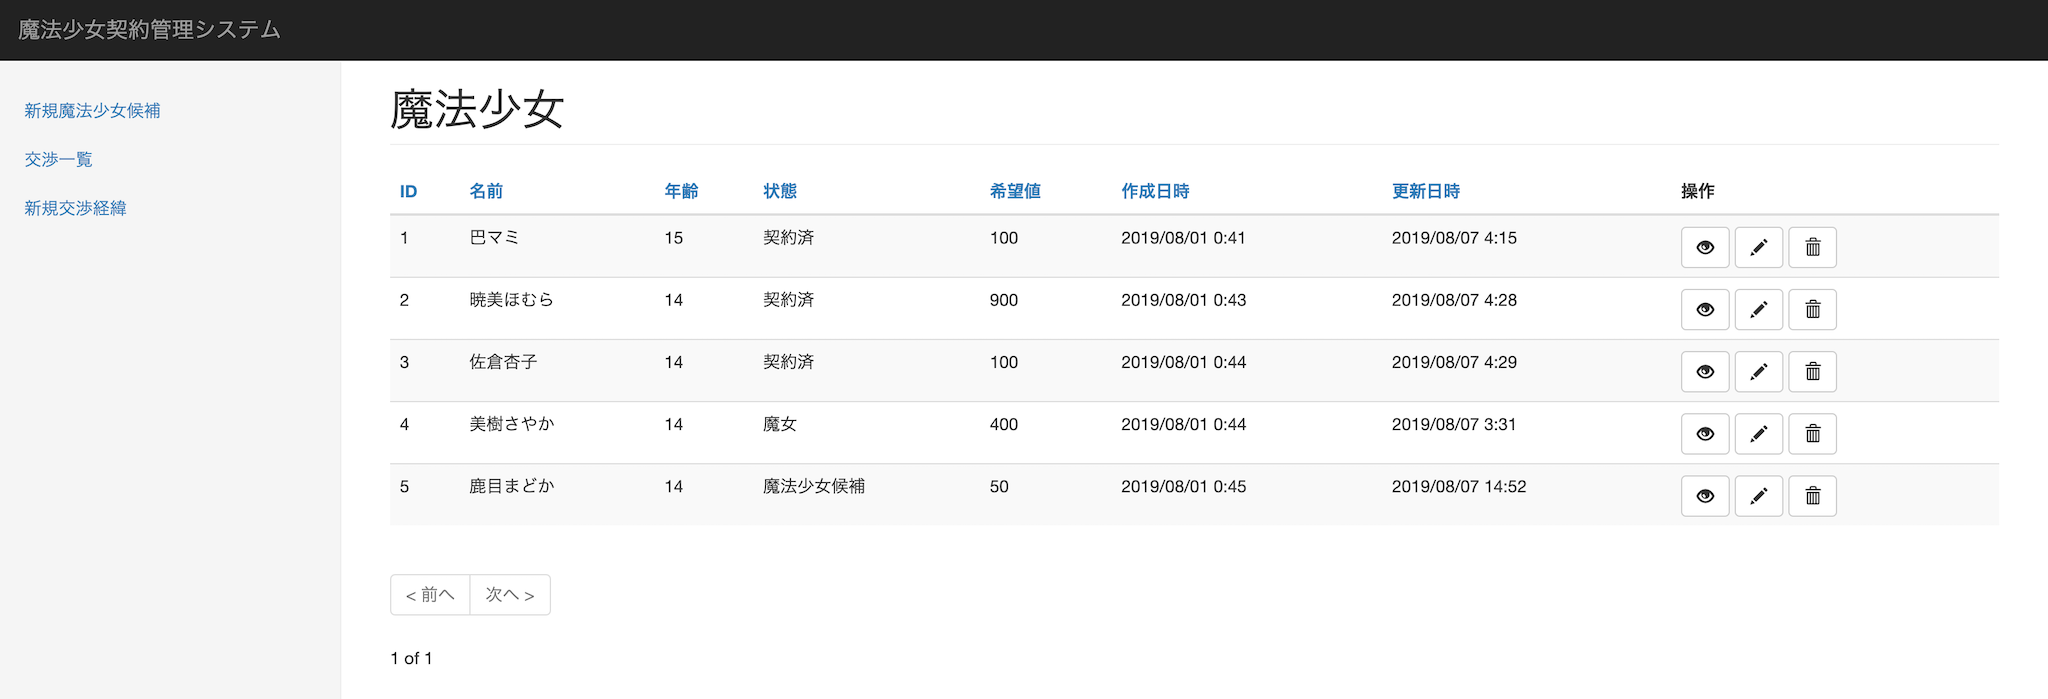 魔法少女契約管理システム
新規魔法少女候補
交渉一覧
新規交渉経緯
魔法少女
ID 名前 年齢 状態 希望値 作成日時 更新日時 操作
1 巴マミ 15 契約済 100 2019/08/01 0:41 2019/08/07 4:15
2 暁美ほむら 14 契約済 900 2019/08/01 0:43 2019/08/07 4:28
3 佐倉杏子 14 契約済 100 2019/08/01 0:44 2019/08/07 4:29
4 美樹さやか 14 魔女 400 2019/08/01 0:44 2019/08/07 3:31
5 鹿目まどか 14 魔法少女候補 50 2019/08/01 0:45 2019/08/07 14:52
< 前へ 次へ >
1 of 1